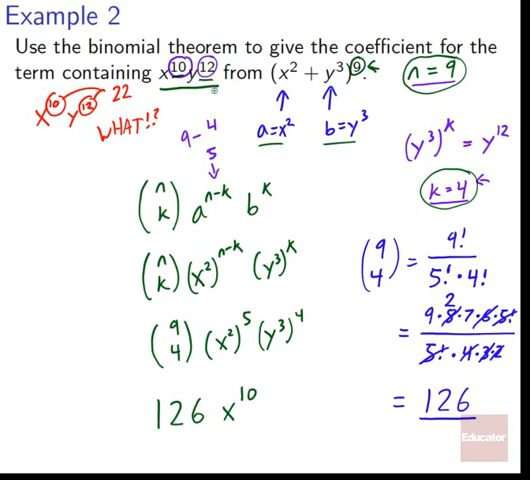 Example 2
Use the binomial theorem to give the coefficient for the
term containing x¹⁰y¹² from (x² + y³)⁹. n = 9
x¹⁰ y¹² 22
WHAT!?
9 - 4
5
a = x² b = y³
(y³)ᵏ = y¹²
k = 4
(n k) aⁿ⁻ᵏ bᵏ
(n k) (x²)ⁿ⁻ᵏ (y³)ᵏ
(9 4) (x²)⁵ (y³)⁴
126 x¹⁰
(9 4) = 9! / 5! · 4!
= 9 · 8 · 7 · 6 · 5! / 5! · 4 · 3 · 2
2
= 126
Educator